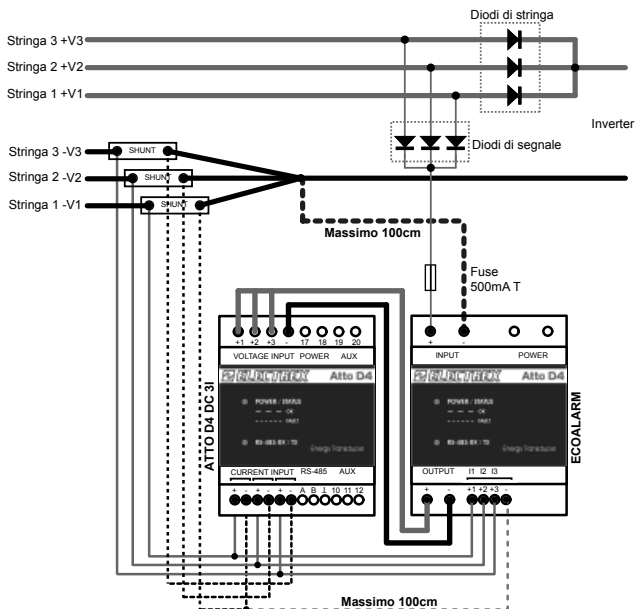 Diodi di stringa
Stringa 3 +V3
Stringa 2 +V2
Stringa 1 +V1
Inverter
Diodi di segnale
Stringa 3 -V3
SHUNT
Stringa 2 -V2
SHUNT
Stringa 1 -V1
SHUNT
Massimo 100cm
Fuse
500mA T
+1 +2 +3 - 17 18 19 20
VOLTAGE INPUT POWER AUX
+ -
INPUT POWER
ELECTREX Atto D4
POWER / STATUS
OK
FAULT
RS-485 RX / TX
Energy Transducer
ATTO D4 DC 3I
CURRENT INPUT RS-485 AUX
+ - + - + - A B ⊥ 10 11 12
ELECTREX Atto D4
POWER / STATUS
OK
FAULT
RS-485 RX / TX
Energy Transducer
ECOALARM
OUTPUT I1 I2 I3
+ - +1 +2 +3 -
Massimo 100cm